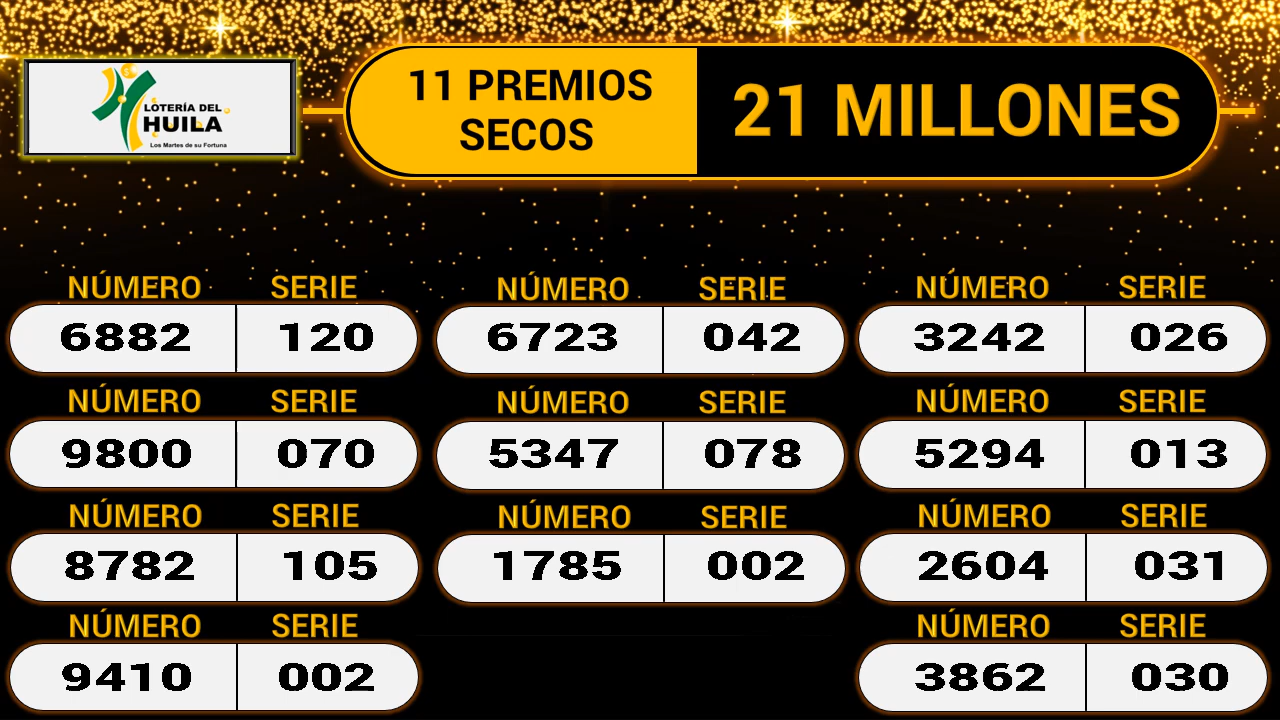 LOTERÍA DEL
HUILA
Los Martes de su Fortuna
11 PREMIOS
SECOS
21 MILLONES
NÚMERO SERIE NÚMERO SERIE NÚMERO SERIE
6882 120 6723 042 3242 026
NÚMERO SERIE NÚMERO SERIE NÚMERO SERIE
9800 070 5347 078 5294 013
NÚMERO SERIE NÚMERO SERIE NÚMERO SERIE
8782 105 1785 002 2604 031
NÚMERO SERIE NÚMERO SERIE
9410 002 3862 030